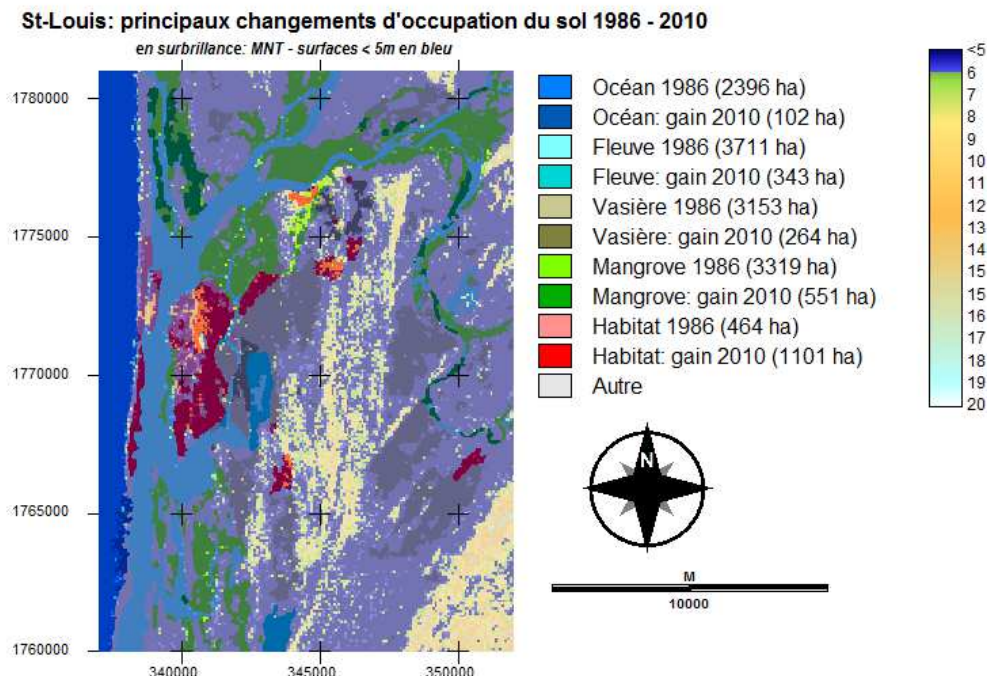 St-Louis: principaux changements d'occupation du sol 1986 - 2010
en surbrillance: MNT - surfaces < 5m en bleu
1780000
1775000
1770000
1765000
1760000
340000
345000
350000
Océan 1986 (2396 ha)
Océan: gain 2010 (102 ha)
Fleuve 1986 (3711 ha)
Fleuve: gain 2010 (343 ha)
Vasière 1986 (3153 ha)
Vasière: gain 2010 (264 ha)
Mangrove 1986 (3319 ha)
Mangrove: gain 2010 (551 ha)
Habitat 1986 (464 ha)
Habitat: gain 2010 (1101 ha)
Autre
N
M
10000
<5
6
7
8
9
10
11
12
13
14
15
16
17
18
19
20